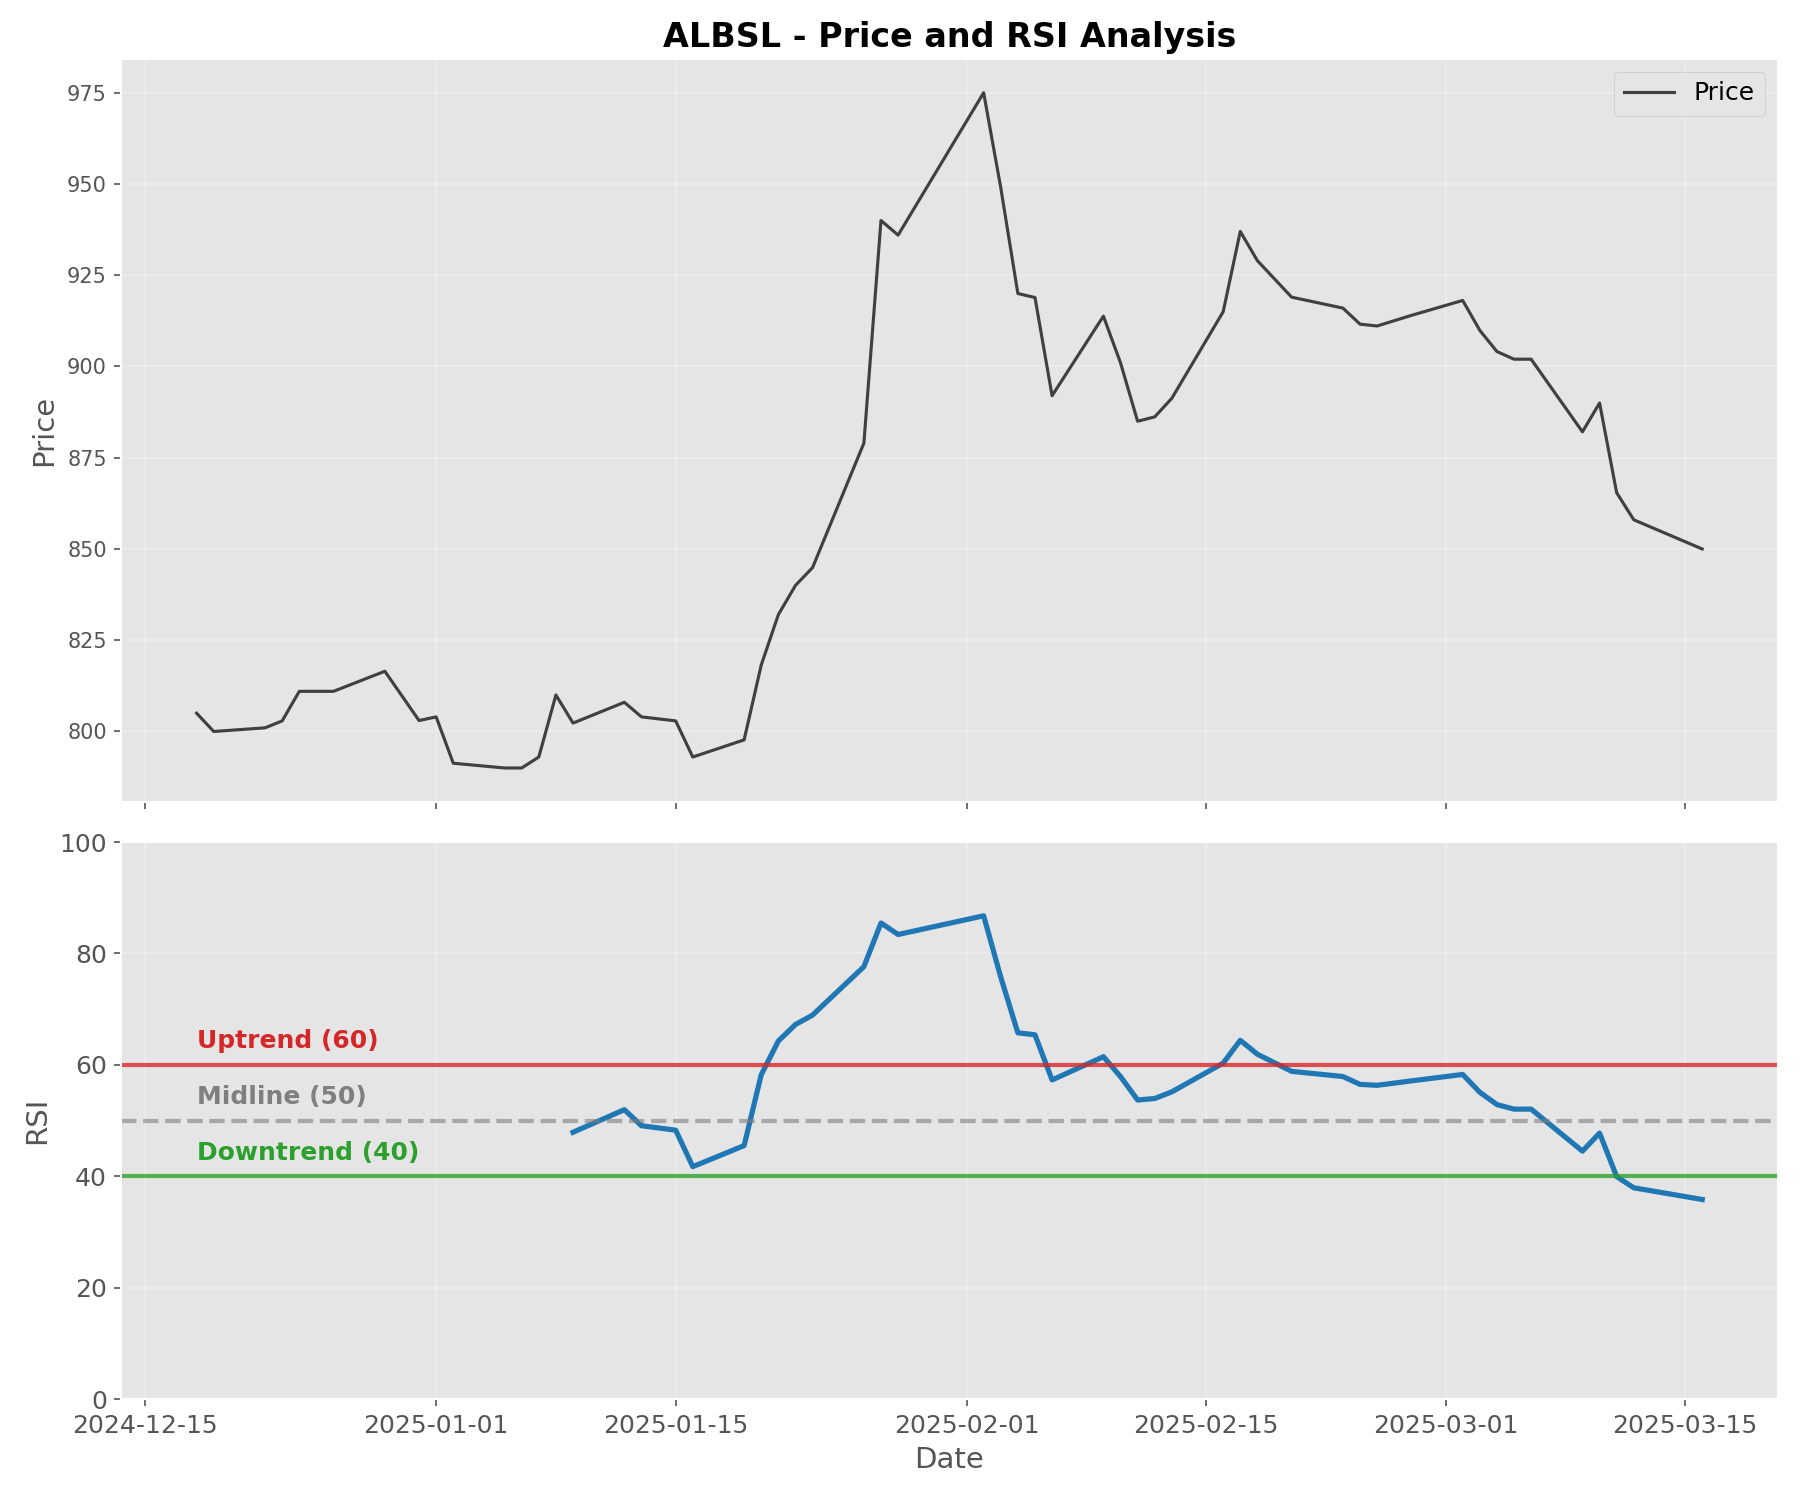 ALBSL - Price and RSI Analysis
Price
975
950
925
900
875
850
825
800
Price
100
80
60
40
20
0
RSI
Uptrend (60)
Midline (50)
Downtrend (40)
2024-12-15
2025-01-01
2025-01-15
2025-02-01
2025-02-15
2025-03-01
2025-03-15
Date